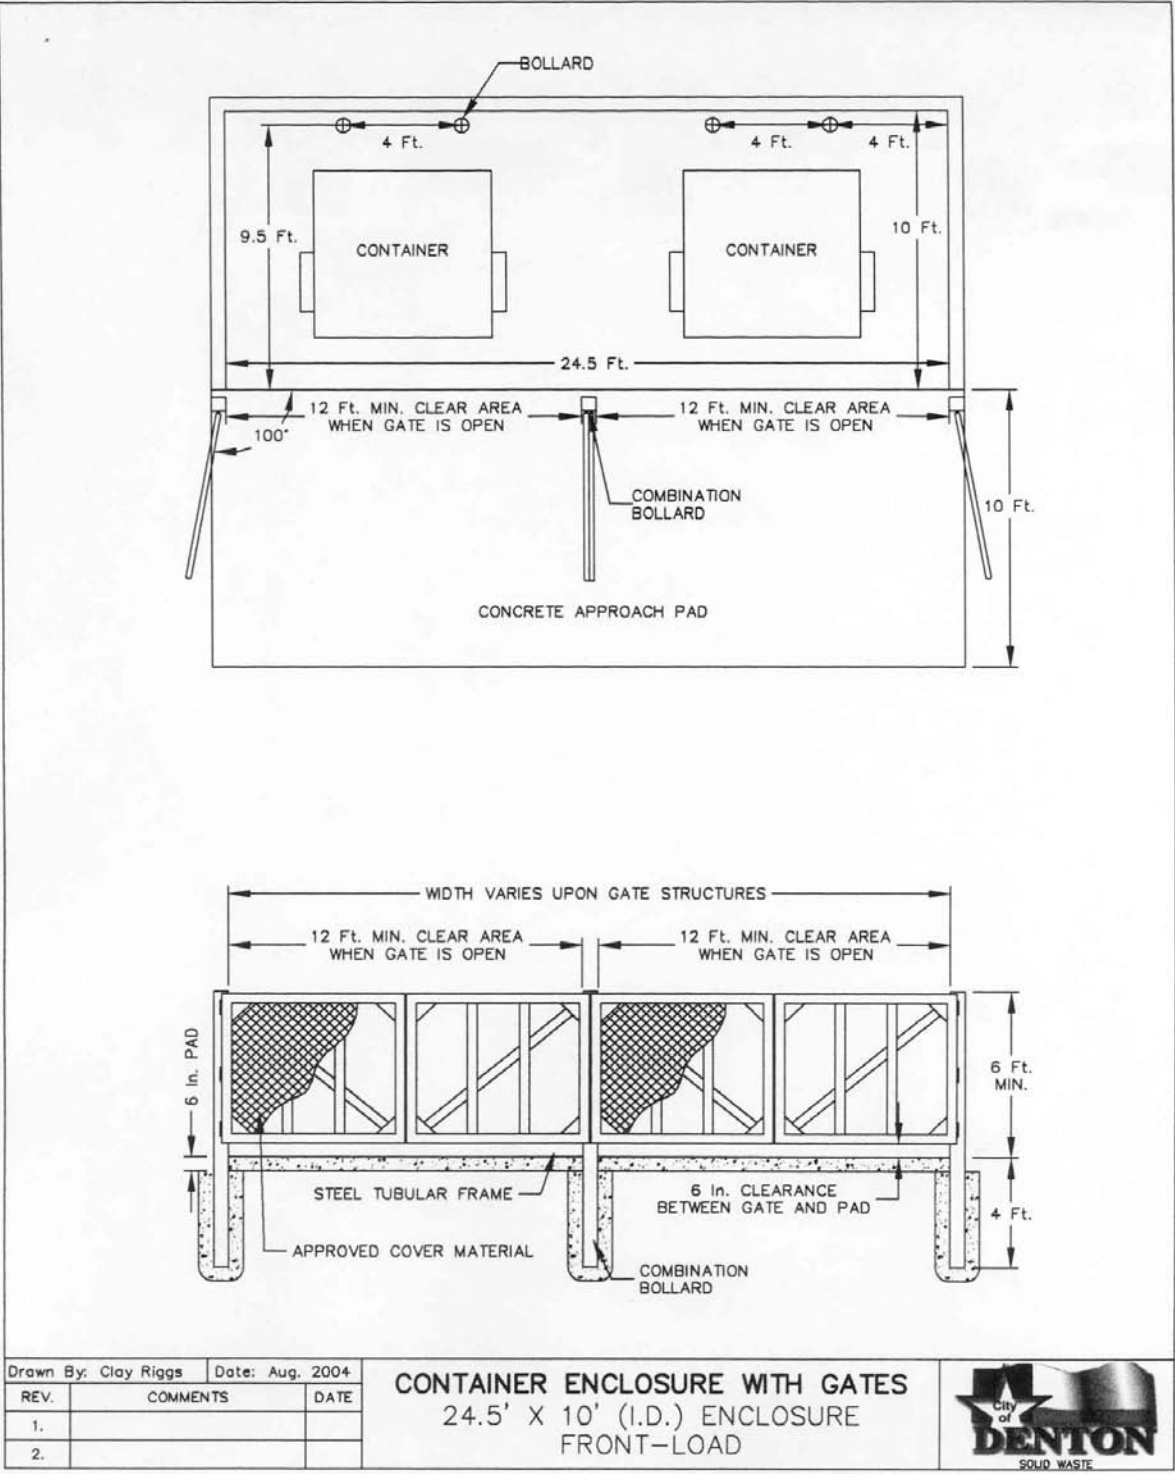 BOLLARD
4 Ft.
4 Ft.
4 Ft.
9.5 Ft.
10 Ft.
CONTAINER
CONTAINER
24.5 Ft.
12 Ft. MIN. CLEAR AREA
WHEN GATE IS OPEN
12 Ft. MIN. CLEAR AREA
WHEN GATE IS OPEN
100°
COMBINATION
BOLLARD
10 Ft.
CONCRETE APPROACH PAD
WIDTH VARIES UPON GATE STRUCTURES
12 Ft. MIN. CLEAR AREA
WHEN GATE IS OPEN
12 Ft. MIN. CLEAR AREA
WHEN GATE IS OPEN
6 In. PAD
6 Ft.
MIN.
STEEL TUBULAR FRAME
6 In. CLEARANCE
BETWEEN GATE AND PAD
4 Ft.
APPROVED COVER MATERIAL
COMBINATION
BOLLARD
Drawn By: Clay Riggs
Date: Aug. 2004
REV.
COMMENTS
DATE
1.
2.
CONTAINER ENCLOSURE WITH GATES
24.5' X 10' (I.D.) ENCLOSURE
FRONT-LOAD
City
of
DENTON
SOLID WASTE